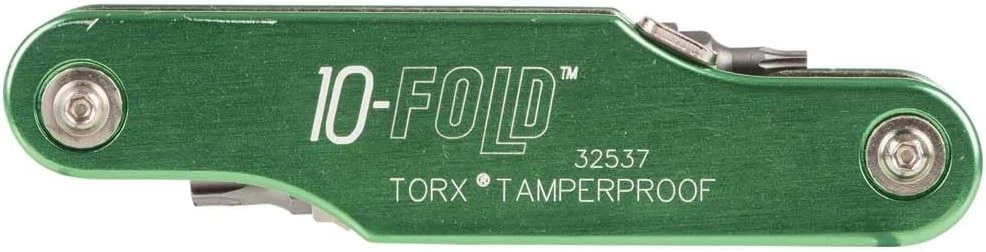 10-FOLD™
32537
TORX® TAMPERPROOF